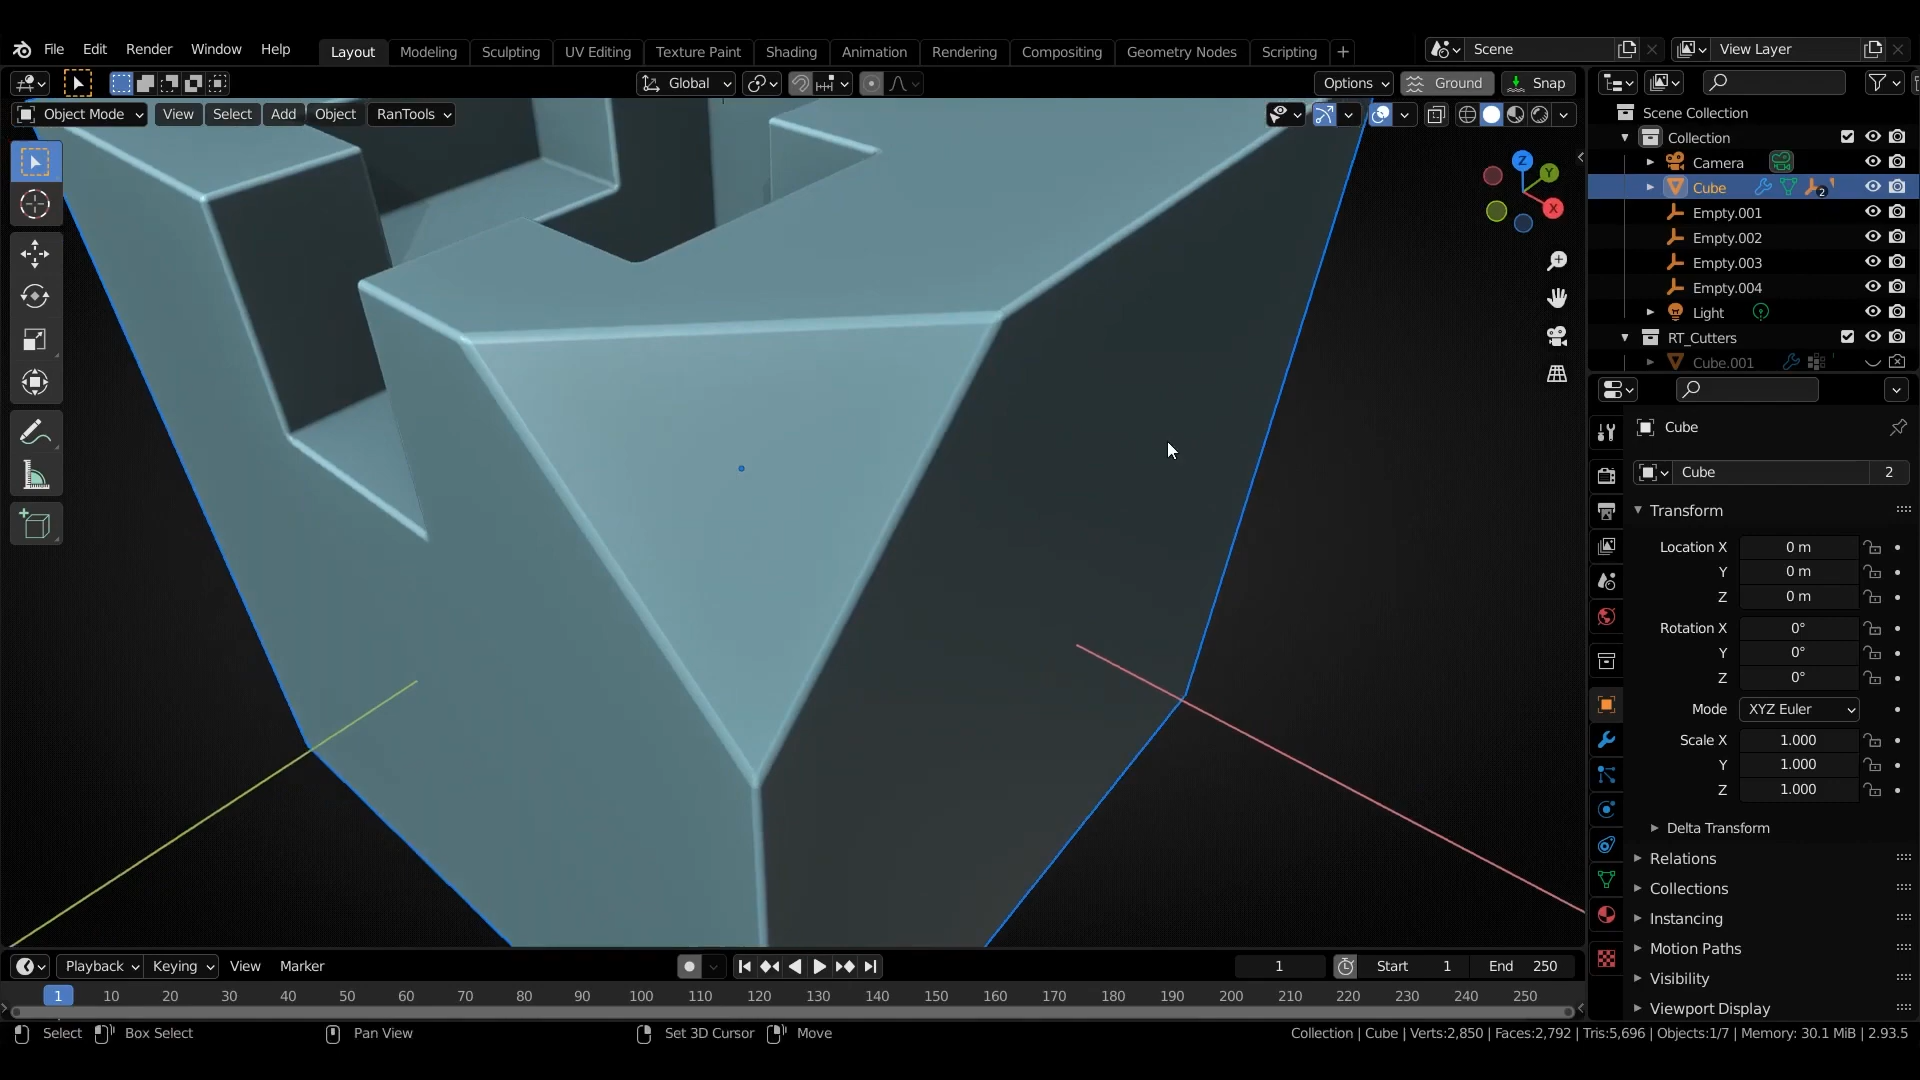 File Edit Render Window Help Layout Modeling Sculpting UV Editing Texture Paint Shading Animation Rendering Compositing Geometry Nodes Scripting + Scene View Layer
Global Options Ground Snap
Object Mode View Select Add Object RanTools
Z
Y
X
Scene Collection
Collection
Camera
Cube 2
Empty.001
Empty.002
Empty.003
Empty.004
Light
RT_Cutters
Cube.001
Cube
Cube 2
Transform
Location X 0 m
Y 0 m
Z 0 m
Rotation X 0°
Y 0°
Z 0°
Mode XYZ Euler
Scale X 1.000
Y 1.000
Z 1.000
Delta Transform
Relations
Collections
Instancing
Motion Paths
Visibility
Viewport Display
Playback Keying View Marker 1 Start 1 End 250
1 10 20 30 40 50 60 70 80 90 100 110 120 130 140 150 160 170 180 190 200 210 220 230 240 250
Select Box Select Pan View Set 3D Cursor Move Collection | Cube | Verts:2,850 | Faces:2,792 | Tris:5,696 | Objects:1/7 | Memory: 30.1 MiB | 2.93.5